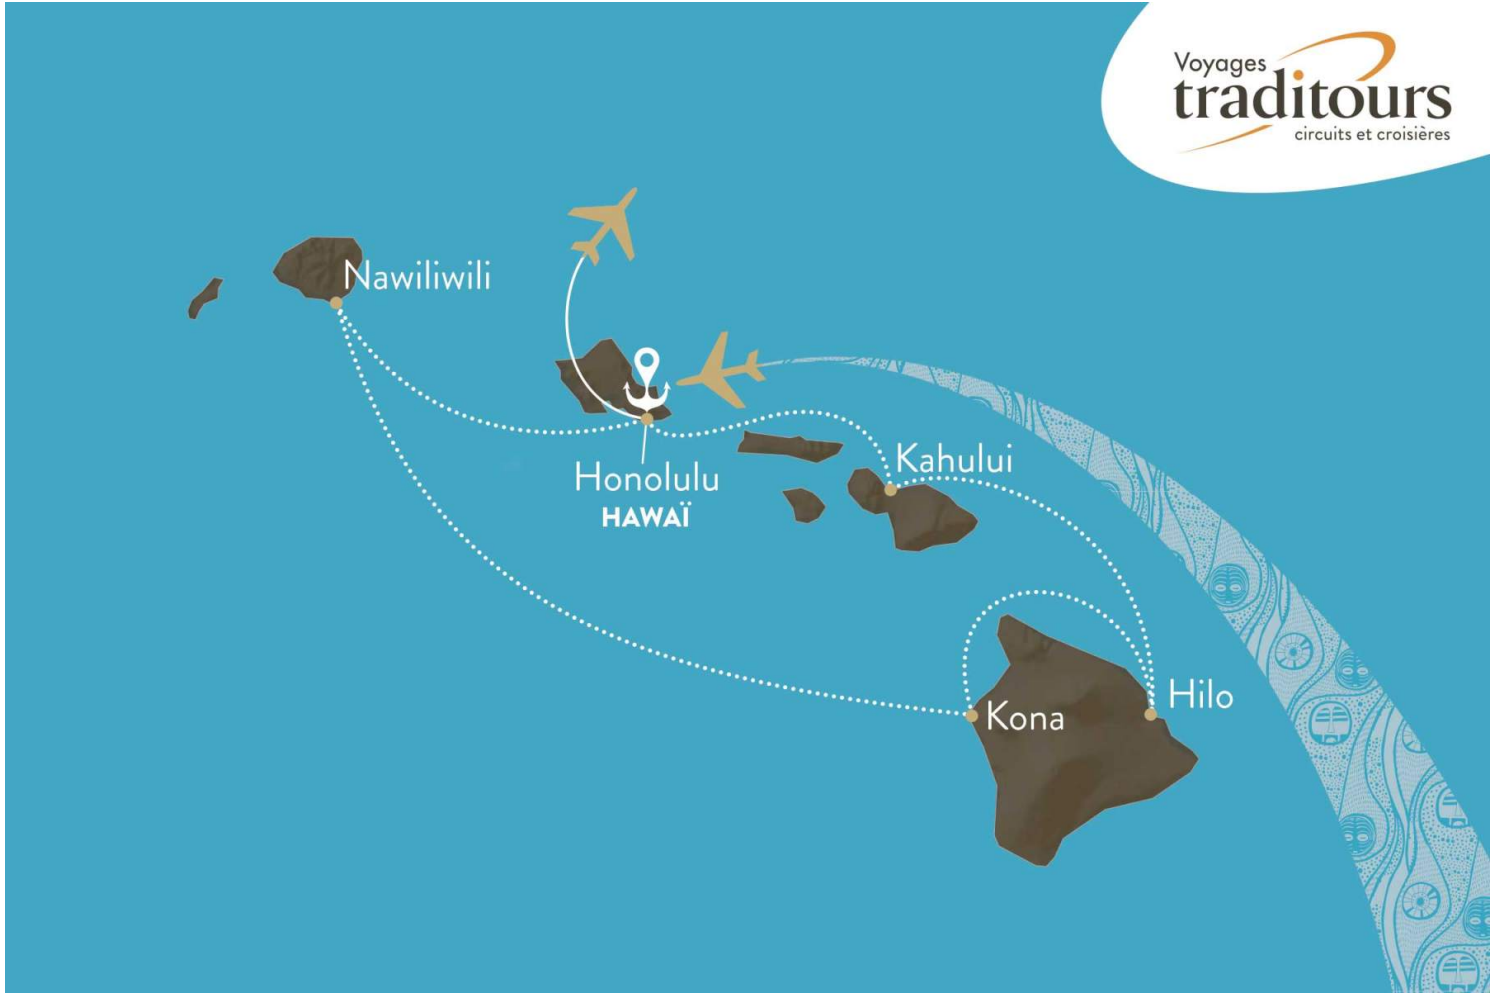 Voyages
traditours
circuits et croisières
Nawiliwili
Kahului
Honolulu
HAWAÏ
Hilo
Kona